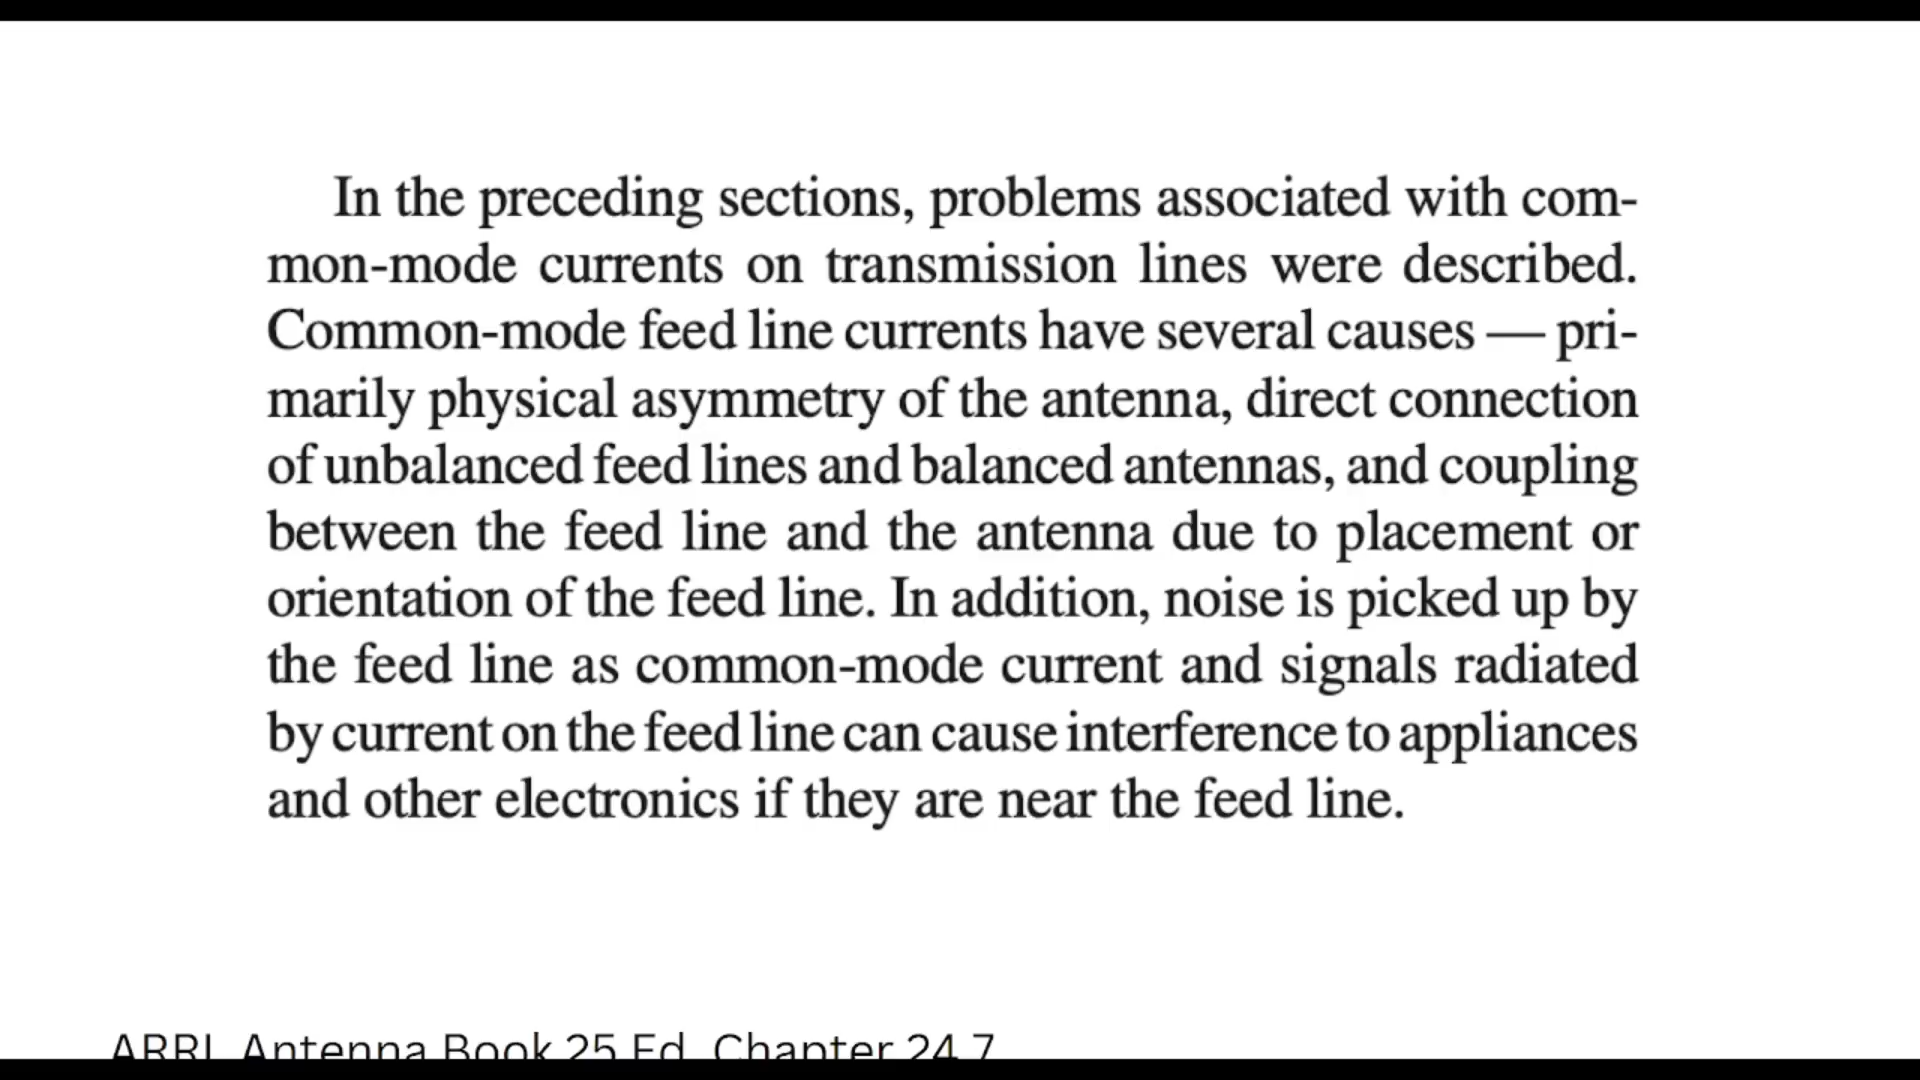 In the preceding sections, problems associated with com-
mon-mode currents on transmission lines were described.
Common-mode feed line currents have several causes — pri-
marily physical asymmetry of the antenna, direct connection
of unbalanced feed lines and balanced antennas, and coupling
between the feed line and the antenna due to placement or
orientation of the feed line. In addition, noise is picked up by
the feed line as common-mode current and signals radiated
by current on the feed line can cause interference to appliances
and other electronics if they are near the feed line.
ARRL Antenna Book 25 Ed. Chapter 24.7